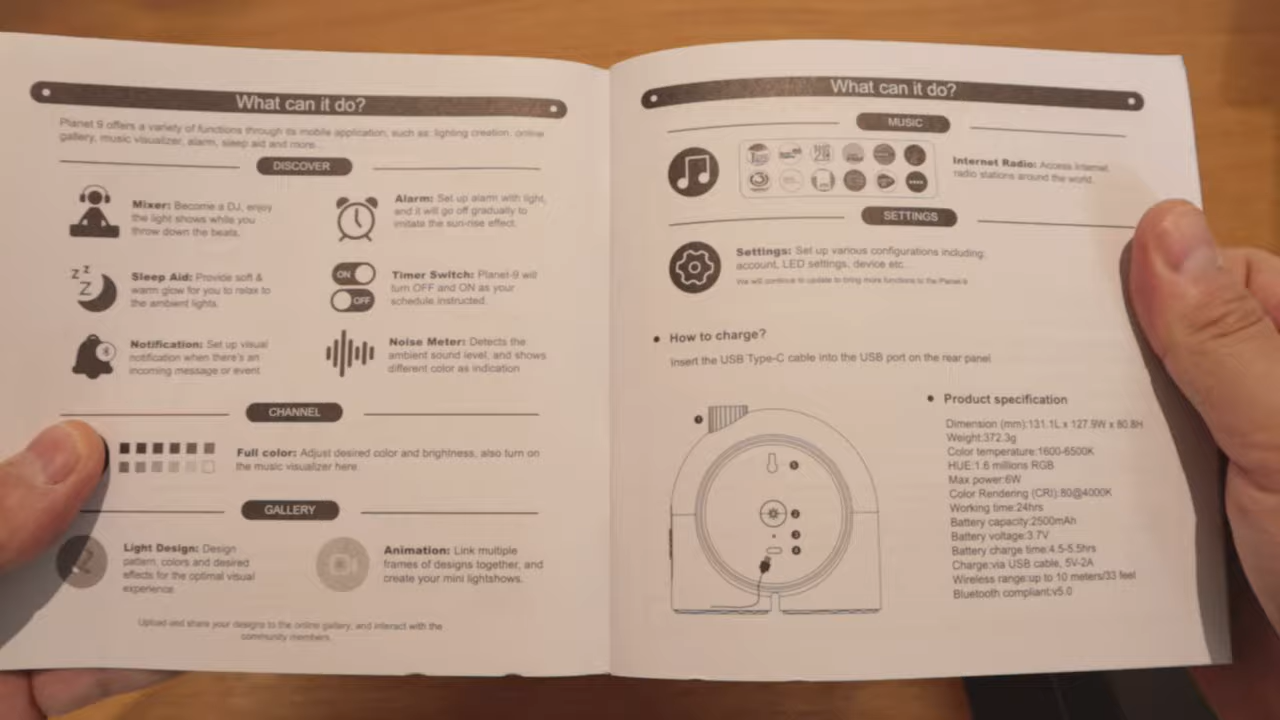 What can it do?
Planet 9 offers a variety of functions through its mobile application, such as: lighting creation, online
gallery, music visualizer, alarm, sleep aid and more...
DISCOVER
Mixer: Become a DJ, enjoy
the light shows while you
throw down the beats.
Alarm: Set up alarm with light,
and it will go off gradually to
imitate the sun-rise effect.
Z Z
Z
Sleep Aid: Provide soft &
warm glow for you to relax to
the ambient lights.
ON
OFF
Timer Switch: Planet-9 will
turn OFF and ON as your
schedule instructed.
Notification: Set up visual
notification when there's an
incoming message or event
Noise Meter: Detects the
ambient sound level, and shows
different color as indication
CHANNEL
Full color: Adjust desired color and brightness, also turn on
the music visualizer here.
GALLERY
Light Design: Design
pattern, colors and desired
effects for the optimal visual
experience
Animation: Link multiple
frames of designs together, and
create your mini lightshows.
Upload and share your designs to the online gallery, and interact with the
community members.
What can it do?
MUSIC
Internet Radio: Access Internet
radio stations around the world.
SETTINGS
Settings: Set up various configurations including:
account, LED settings, device etc...
We will continue to update to bring more functions to the Planet-9
• How to charge?
Insert the USB Type-C cable into the USB port on the rear panel
• Product specification
Dimension (mm):131.1L x 127.9W x 80.8H
Weight:372.3g
Color temperature:1600-6500K
HUE:1.6 millions RGB
Max power:6W
Color Rendering (CRI):80@4000K
Working time:24hrs
Battery capacity:2500mAh
Battery voltage:3.7V
Battery charge time:4.5-5.5hrs
Charge:via USB cable, 5V-2A
Wireless range:up to 10 meters/33 feet
Bluetooth compliant:v5.0